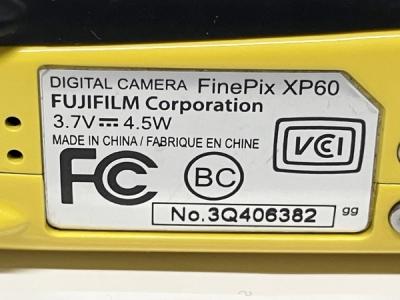 DIGITAL CAMERA FinePix XP60
FUJIFILM Corporation
3.7V⎓ 4.5W
MADE IN CHINA / FABRIQUE EN CHINE
FC
BC
VCCI
No.3Q406382
gg